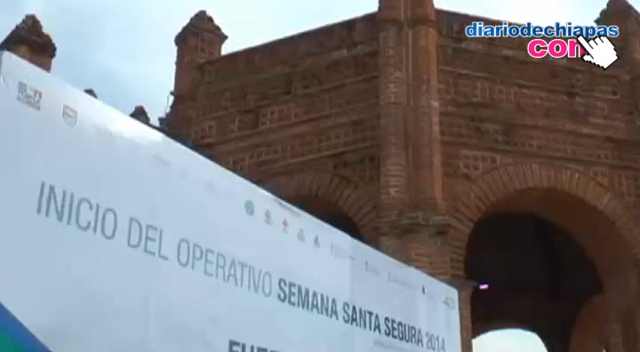 diariodechiapas
com
INICIO DEL OPERATIVO SEMANA SANTA SEGURA 2014